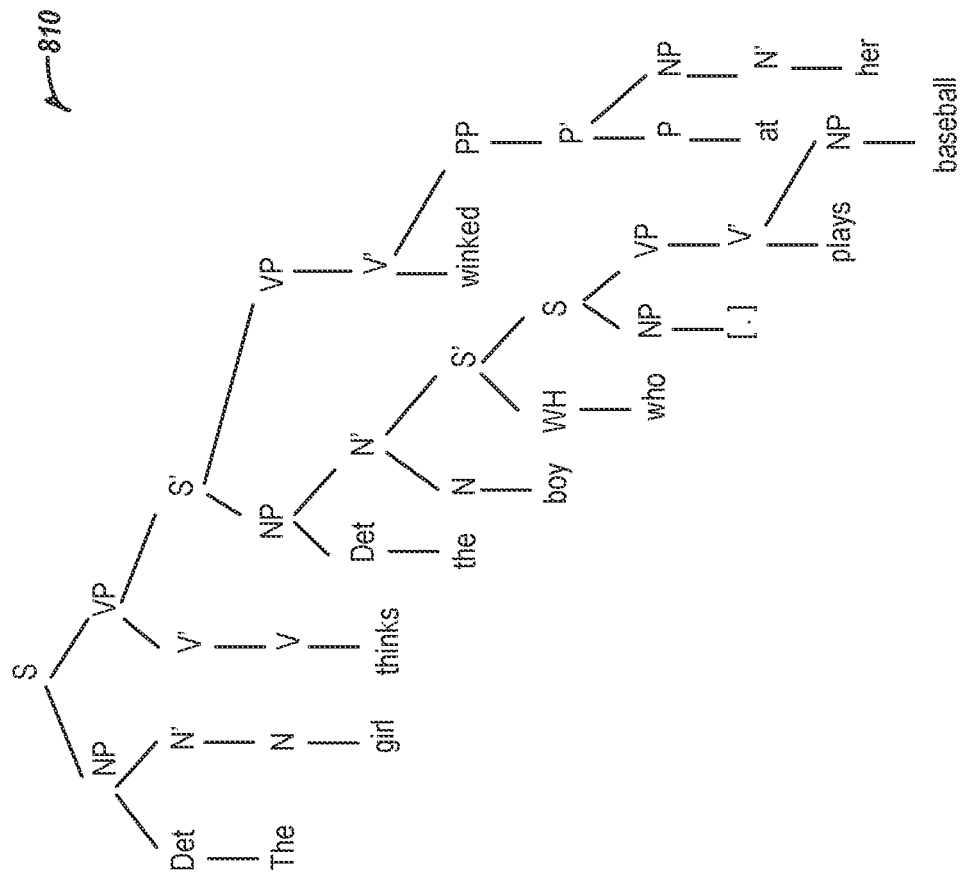 810
S
NP VP
Det N' V' S'
The N V NP VP
girl thinks Det N' V'
the N S' winked PP
boy WH S P'
who NP VP P NP
[.] V' at N'
plays NP her
baseball